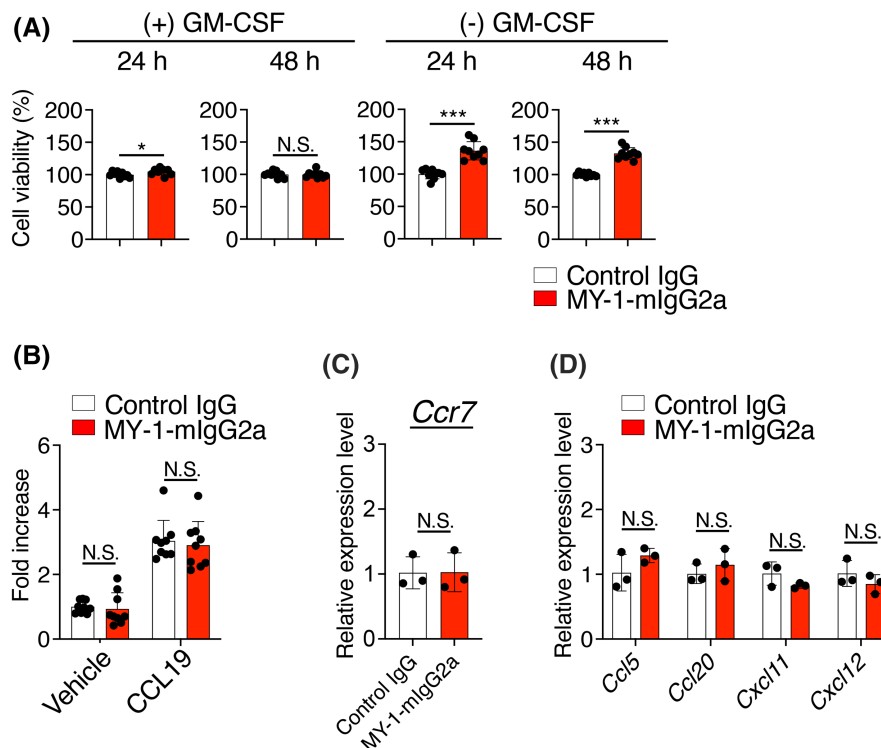 (A)
(+) GM-CSF
(-) GM-CSF
24 h
48 h
24 h
48 h
Cell viability (%)
200
150
100
50
0
*
200
150
100
50
0
N.S.
200
150
100
50
0
***
200
150
100
50
0
***
Control IgG
MY-1-mIgG2a
(B)
Control IgG
MY-1-mIgG2a
Fold increase
6
4
2
0
N.S.
N.S.
Vehicle
CCL19
(C)
Ccr7
Relative expression level
3
2
1
0
N.S.
Control IgG
MY-1-mIgG2a
(D)
Control IgG
MY-1-mIgG2a
Relative expression level
3
2
1
0
N.S.
N.S.
N.S.
N.S.
Ccl5
Ccl20
Cxcl11
Cxcl12